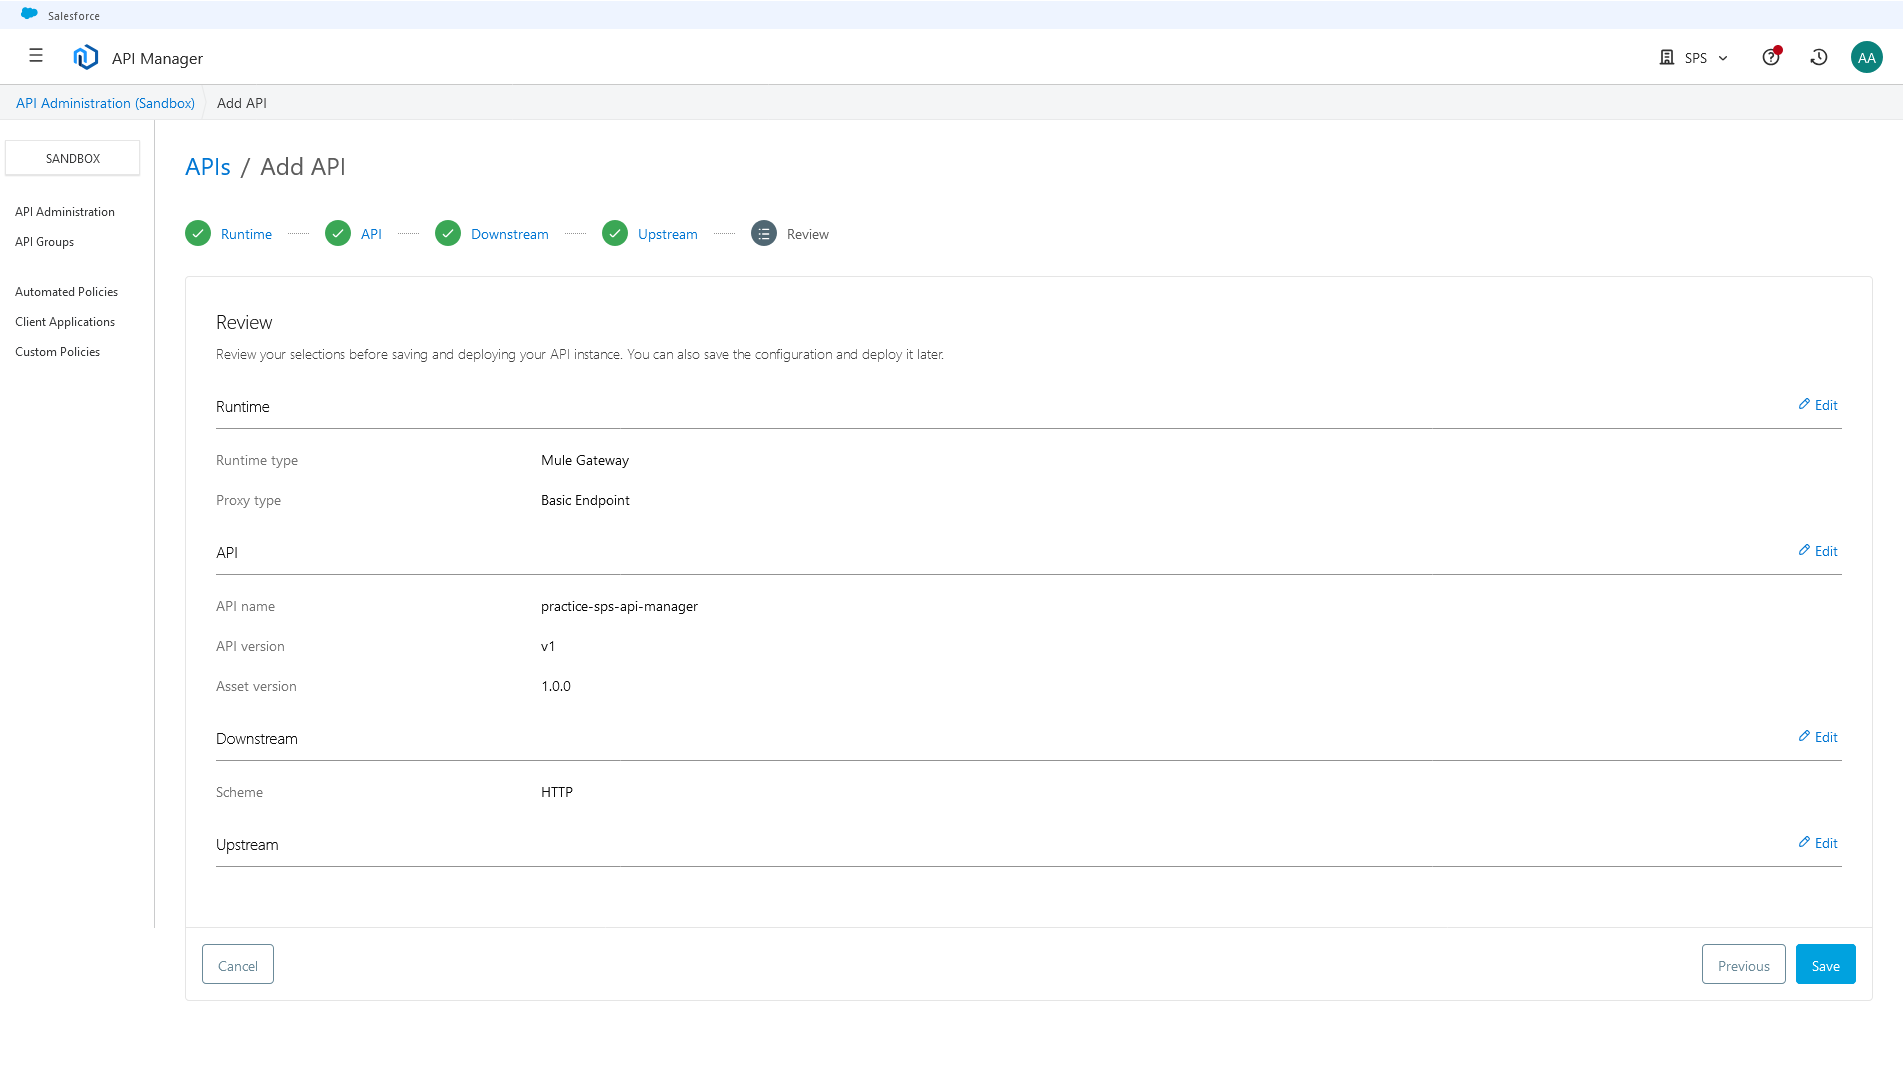 Salesforce
API Manager
SPS
AA
API Administration (Sandbox)
Add API
SANDBOX
API Administration
API Groups
Automated Policies
Client Applications
Custom Policies
APIs / Add API
Runtime
API
Downstream
Upstream
Review
Review
Review your selections before saving and deploying your API instance. You can also save the configuration and deploy it later.
Runtime
Edit
Runtime type
Mule Gateway
Proxy type
Basic Endpoint
API
Edit
API name
practice-sps-api-manager
API version
v1
Asset version
1.0.0
Downstream
Edit
Scheme
HTTP
Upstream
Edit
Cancel
Previous
Save